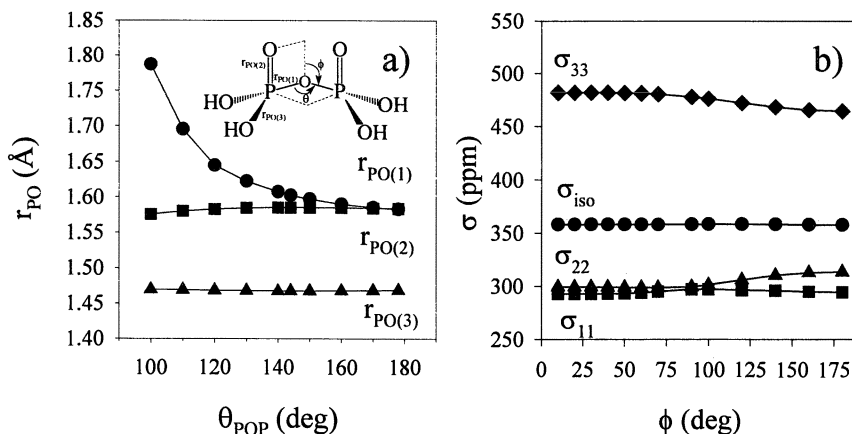 a)
1.85
1.80
1.75
1.70
1.65
1.60
1.55
1.50
1.45
1.40
r_PO (Å)
O O
r_PO(2) r_PO(1) O ϕ
P θ P
HO OH
HO r_PO(3) OH
r_PO(1)
r_PO(2)
r_PO(3)
100 120 140 160 180
θ_POP (deg)
b)
550
500
450
400
350
300
250
σ (ppm)
σ_33
σ_iso
σ_22
σ_11
0 25 50 75 100 125 150 175
ϕ (deg)